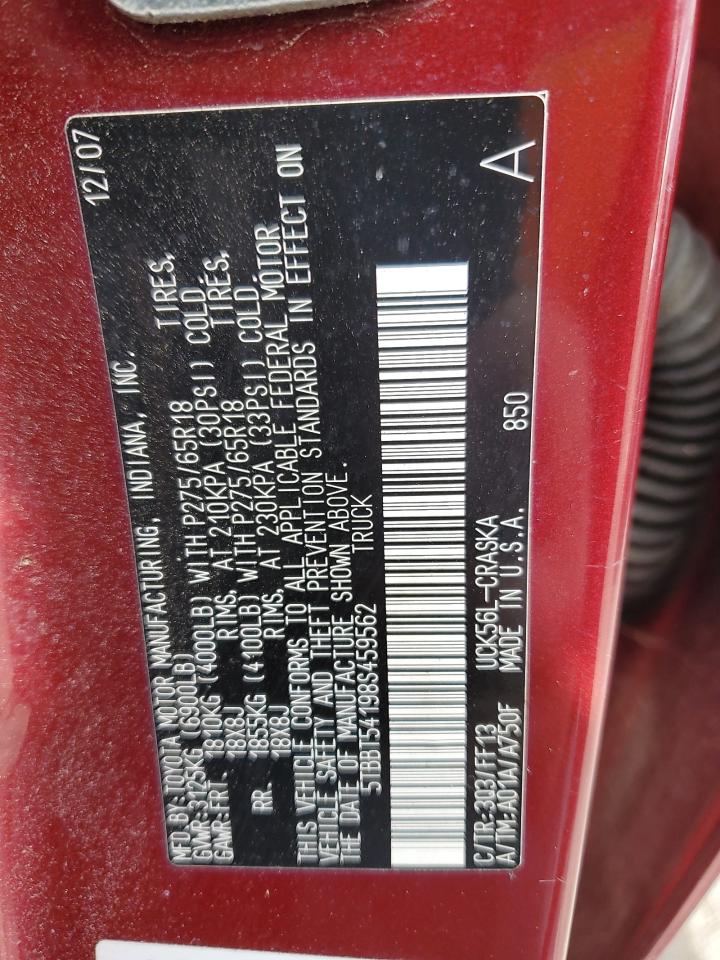 MFD BY:TOYOTA MOTOR MANUFACTURING, INDIANA, INC. 12/07
GVWR:3125KG (6900LB)
GAWR:FRT. 1810KG (4000LB) WITH P275/65R18 TIRES,
18X8J RIMS, AT 210KPA (30PSI) COLD
RR. 1855KG (4100LB) WITH P275/65R18 TIRES,
18X8J RIMS, AT 230KPA (33PSI) COLD
THIS VEHICLE CONFORMS TO ALL APPLICABLE FEDERAL MOTOR
VEHICLE SAFETY AND THEFT PREVENTION STANDARDS IN EFFECT ON
THE DATE OF MANUFACTURE SHOWN ABOVE.
5TBBT54198S459562 TRUCK
C/TR:3Q3/FF13 UCK56L-CRASKA 850 A
A/TM:A01A/A750F MADE IN U.S.A.